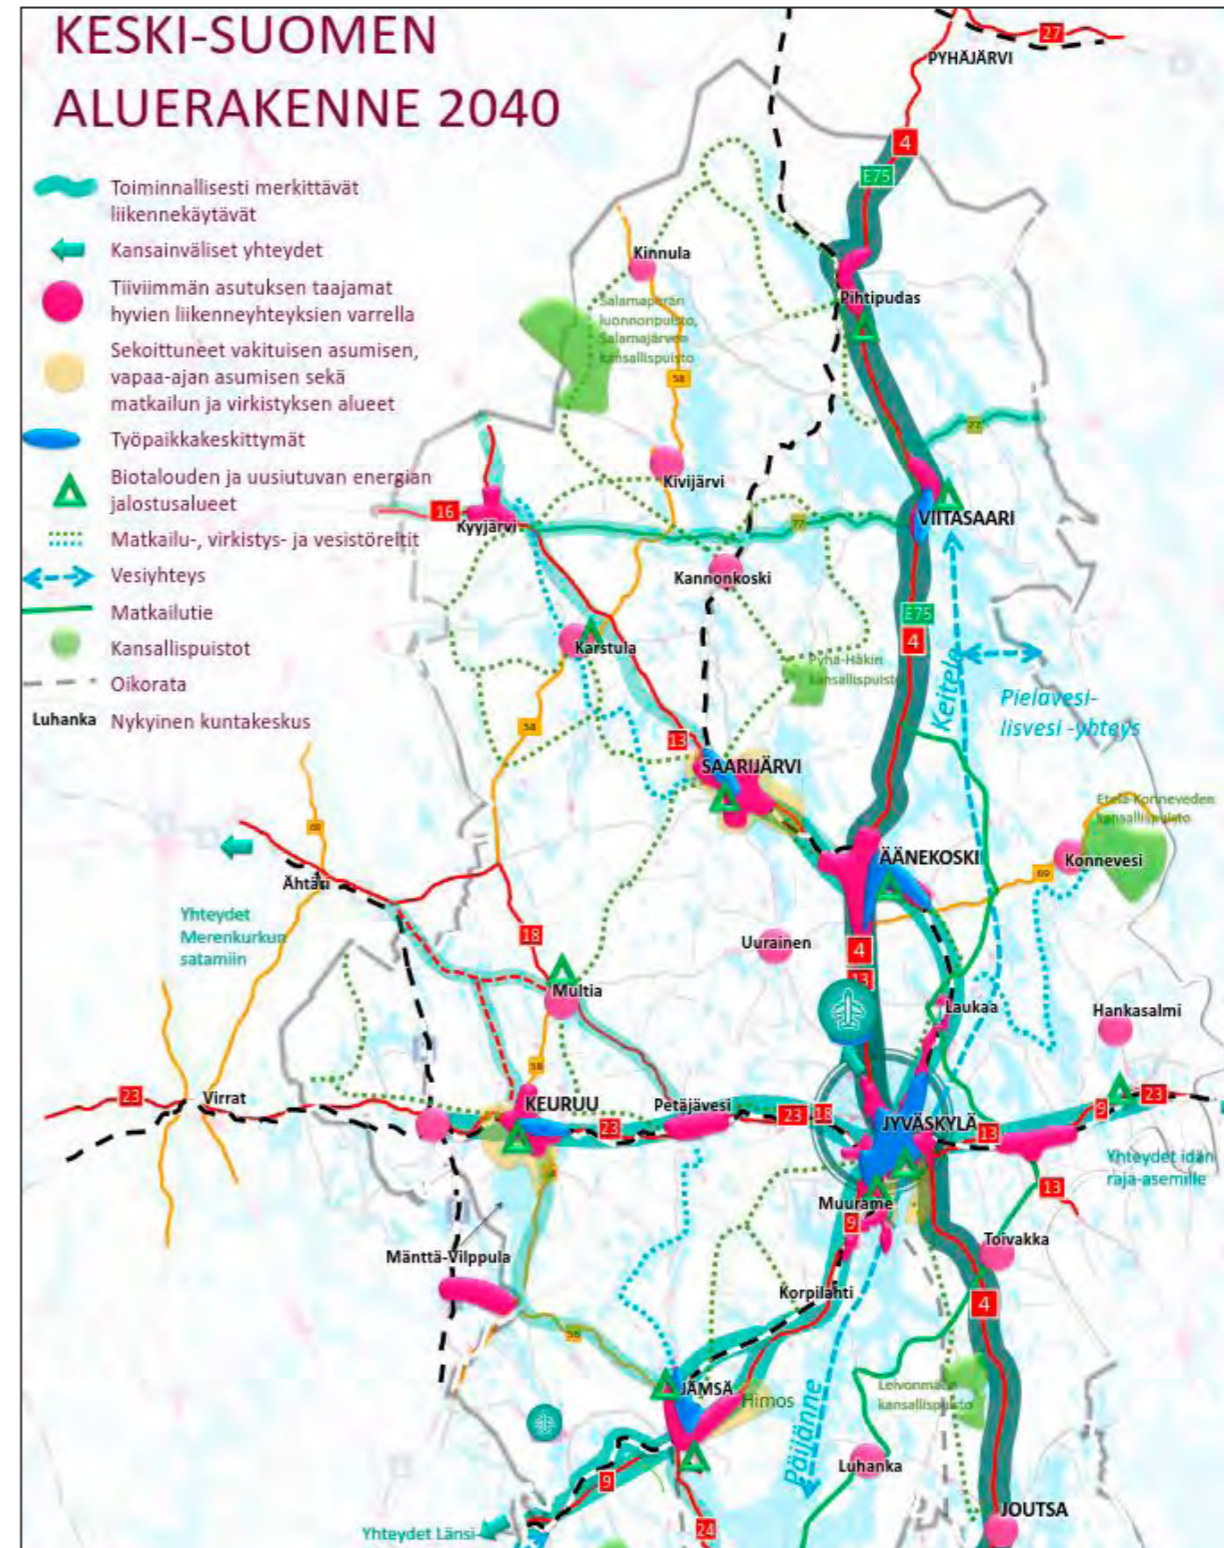 KESKI-SUOMEN
ALUERAKENNE 2040
Toiminnallisesti merkittävät
liikennekäytävät
Kansainväliset yhteydet
Tiiviimmän asutuksen taajamat
hyvien liikenneyhteyksien varrella
Sekoittuneet vakituisen asumisen,
vapaa-ajan asumisen sekä
matkailun ja virkistyksen alueet
Työpaikkakeskittymät
Biotalouden ja uusiutuvan energian
jalostusalueet
Matkailu-, virkistys- ja vesistöreitit
Vesiyhteys
Matkailutie
Kansallispuistot
Oikorata
Luhanka Nykyinen kuntakeskus
27
PYHÄJÄRVI
4
E75
Kinnula
Pihtipudas
Salamaperän
luonnonpuisto,
Salamajärven
kansallispuisto
58
77
Kivijärvi
16
Kyyjärvi
77
VIITASAARI
Kannonkoski
E75
4
Karstula
Pyhä-Häkin
kansallispuisto
Keitele
Pielavesi-
Iisvesi -yhteys
58
13
SAARIJÄRVI
Etelä-Konneveden
kansallispuisto
68
ÄÄNEKOSKI
Konnevesi
69
Ähtäri
Yhteydet
Merenkurkun
satamiin
18
Uurainen
4
13
Multia
Laukaa
Hankasalmi
58
23
Virrat
KEURUU
23
Petäjävesi
23
18
JYVÄSKYLÄ
13
9
23
Yhteydet idän
raja-asemille
13
Muurame
9
Toivakka
Mänttä-Vilppula
Korpilahti
4
56
JÄMSÄ
Himos
Päijänne
Leivonmäen
kansallispuisto
Luhanka
9
JOUTSA
24
Yhteydet Länsi-